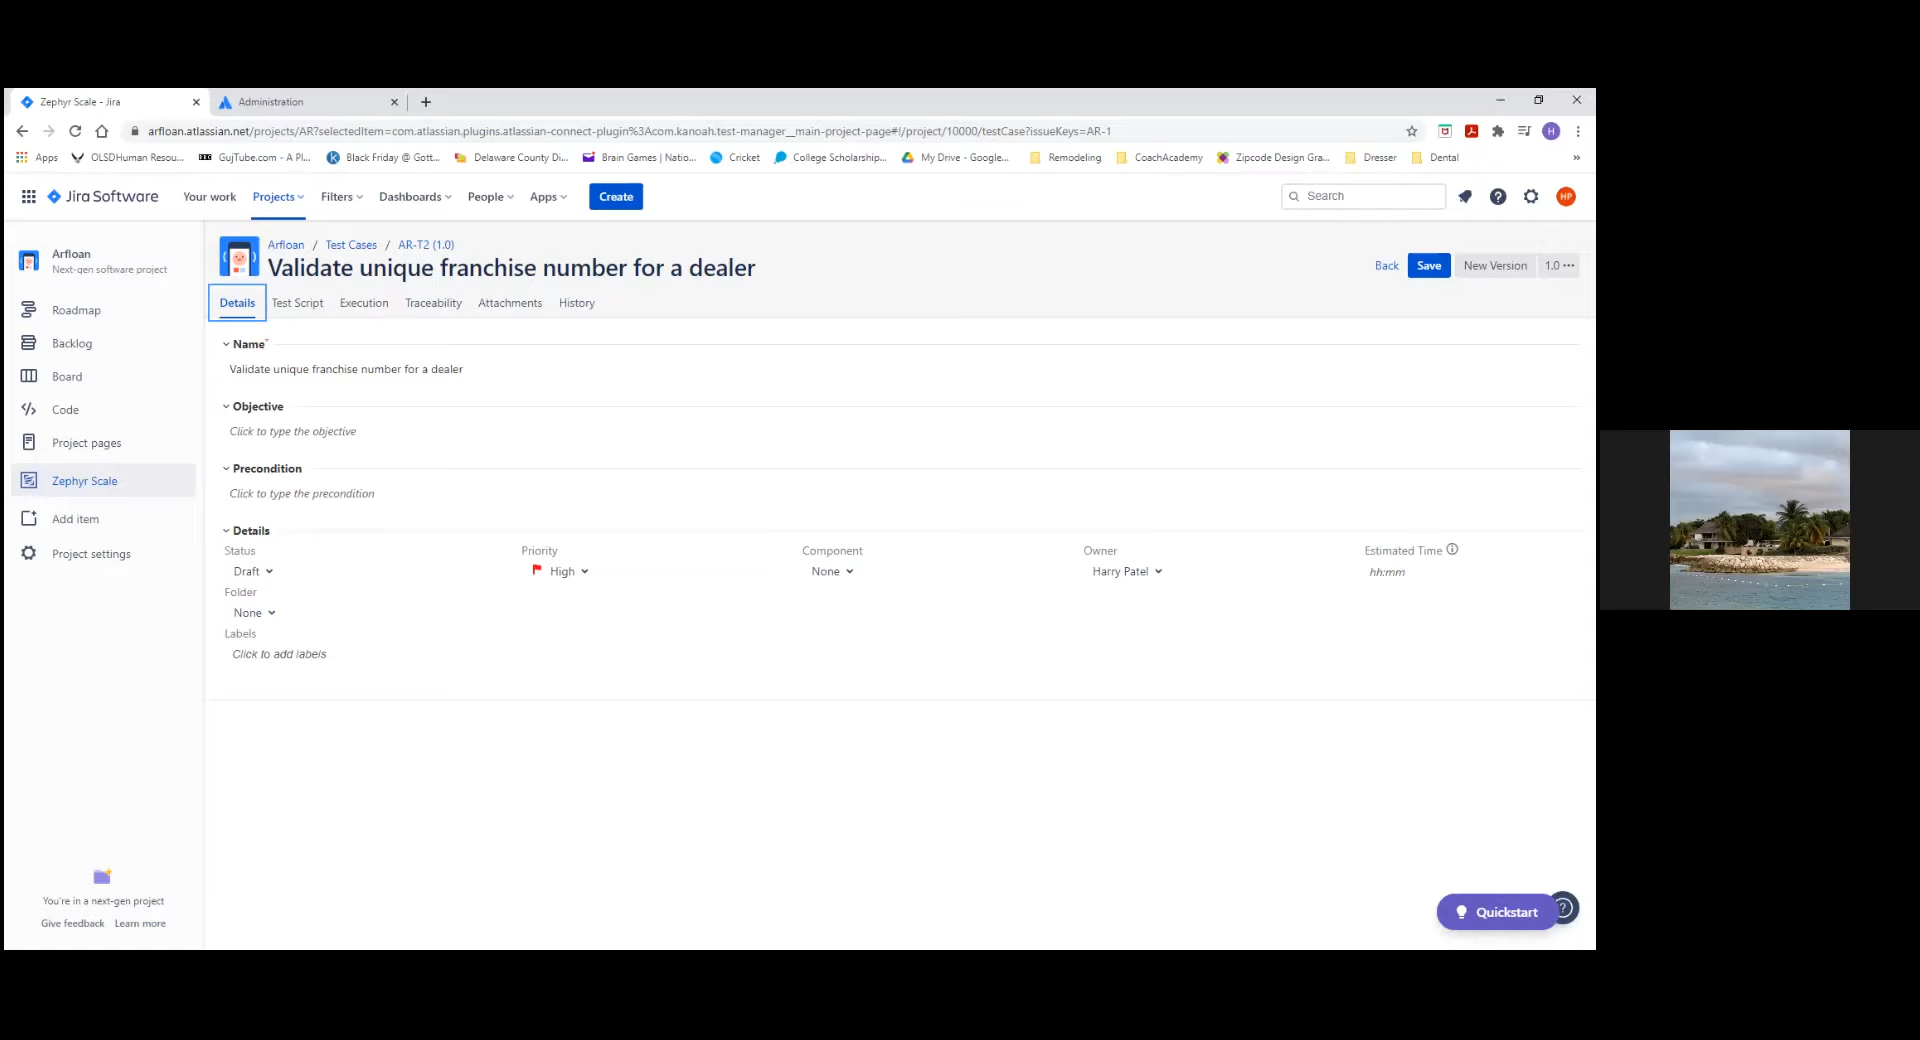 Zephyr Scale - Jira
Administration
arfloan.atlassian.net/projects/AR?selectedItem=com.atlassian.plugins.atlassian-connect-plugin%3Acom.kanoah.test-manager__main-project-page#!/project/10000/testCase?issueKeys=AR-1
H
Apps OLSDHuman Resou... GujTube.com - A Pl... Black Friday @ Gott... Delaware County Di... Brain Games | Natio... Cricket College Scholarship... My Drive - Google... Remodeling CoachAcademy Zipcode Design Gra... Dresser Dental »
Jira Software Your work Projects Filters Dashboards People Apps Create Search HP
Arfloan
Next-gen software project
Roadmap
Backlog
Board
Code
Project pages
Zephyr Scale
Add item
Project settings
You're in a next-gen project
Give feedback Learn more
Arfloan / Test Cases / AR-T2 (1.0)
Validate unique franchise number for a dealer
Back Save New Version 1.0 ···
Details Test Script Execution Traceability Attachments History
Name*
Validate unique franchise number for a dealer
Objective
Click to type the objective
Precondition
Click to type the precondition
Details
Status Priority Component Owner Estimated Time
Draft High None Harry Patel hh:mm
Folder
None
Labels
Click to add labels
Quickstart ?